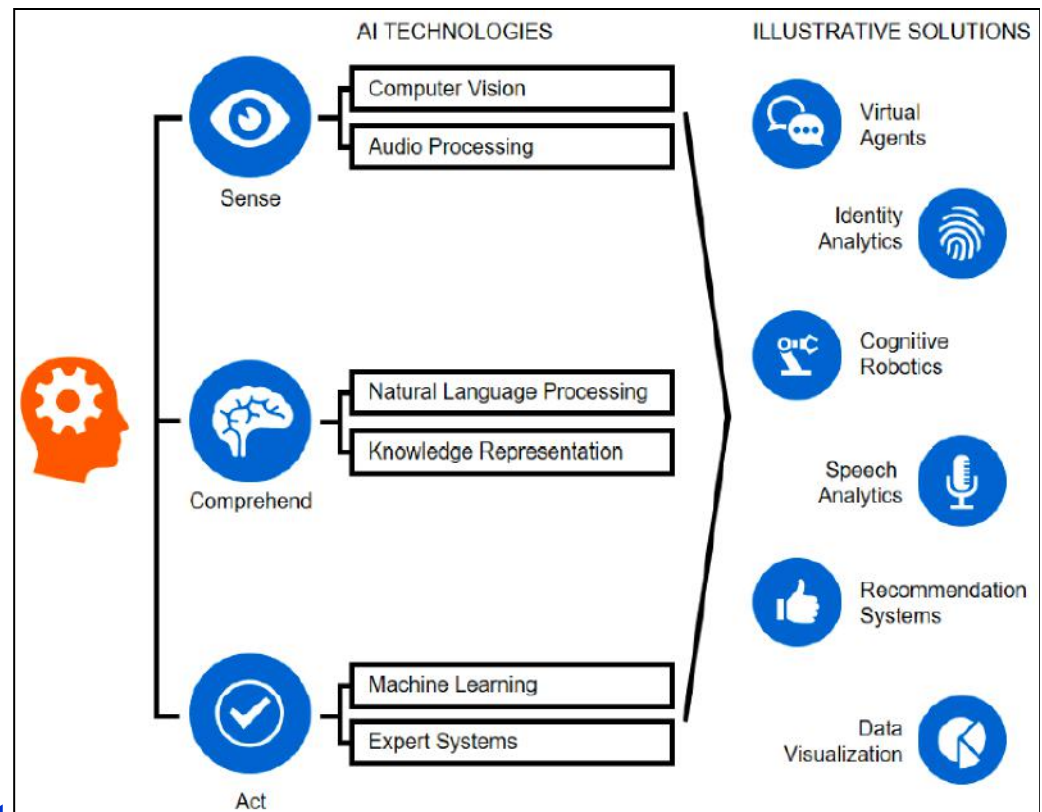 AI TECHNOLOGIES
ILLUSTRATIVE SOLUTIONS
Computer Vision
Audio Processing
Sense
Natural Language Processing
Knowledge Representation
Comprehend
Machine Learning
Expert Systems
Act
Virtual
Agents
Identity
Analytics
Cognitive
Robotics
Speech
Analytics
Recommendation
Systems
Data
Visualization